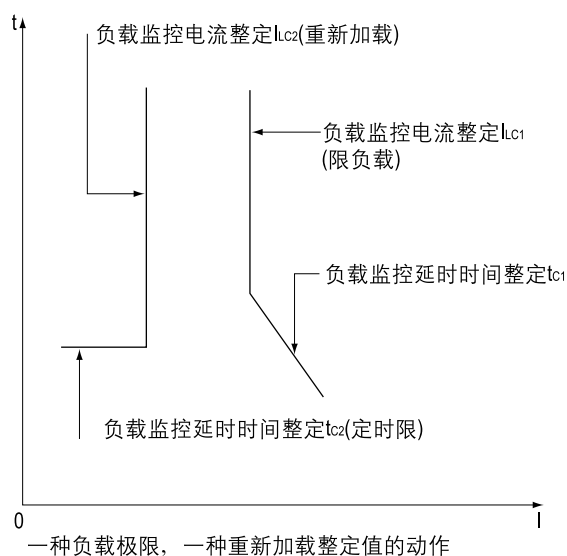 t
负载监控电流整定ILC2(重新加载)
负载监控电流整定ILC1
(限负载)
负载监控延时时间整定tC1
负载监控延时时间整定tC2(定时限)
0
I
一种负载极限，一种重新加载整定值的动作